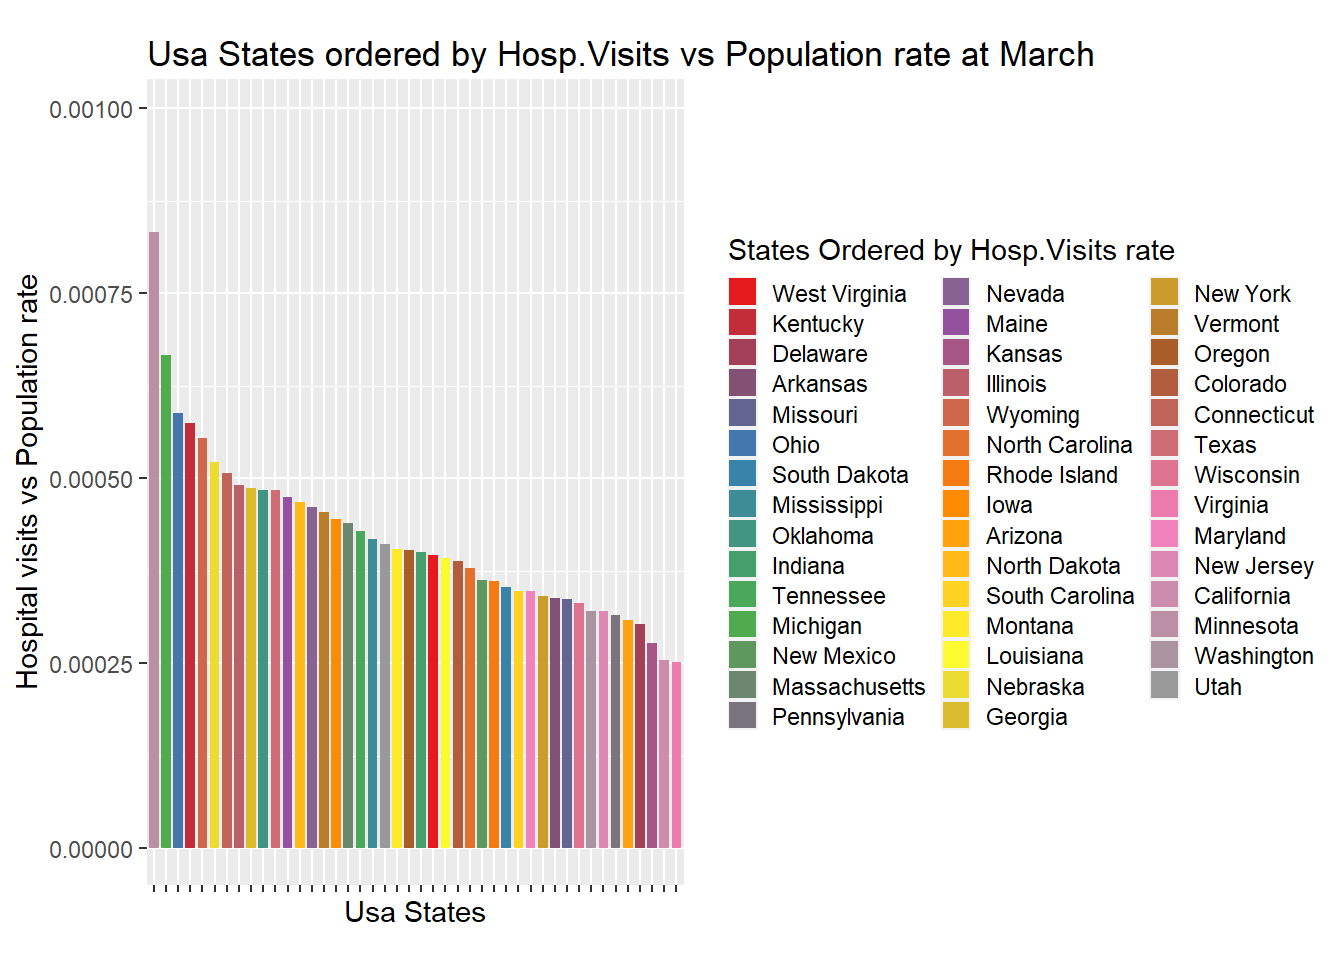 Usa States ordered by Hosp.Visits vs Population rate at March
0.00100
0.00075
0.00050
0.00025
0.00000
Hospital visits vs Population rate
Usa States
States Ordered by Hosp.Visits rate
West Virginia
Kentucky
Delaware
Arkansas
Missouri
Ohio
South Dakota
Mississippi
Oklahoma
Indiana
Tennessee
Michigan
New Mexico
Massachusetts
Pennsylvania
Nevada
Maine
Kansas
Illinois
Wyoming
North Carolina
Rhode Island
Iowa
Arizona
North Dakota
South Carolina
Montana
Louisiana
Nebraska
Georgia
New York
Vermont
Oregon
Colorado
Connecticut
Texas
Wisconsin
Virginia
Maryland
New Jersey
California
Minnesota
Washington
Utah